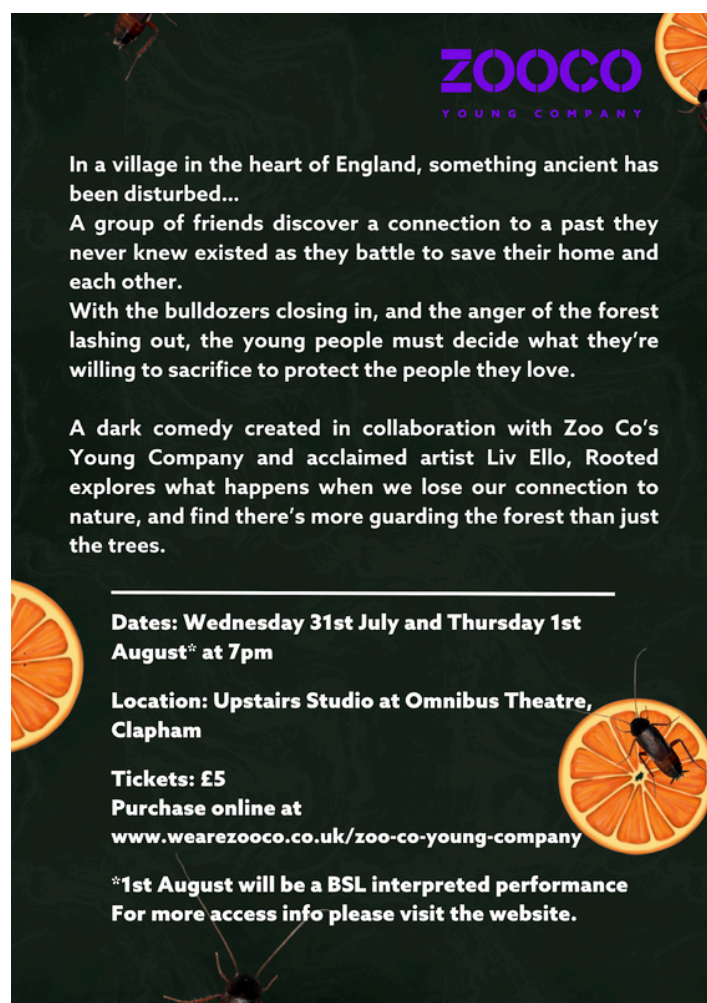 ZOOCO
YOUNG COMPANY
In a village in the heart of England, something ancient has
been disturbed...
A group of friends discover a connection to a past they
never knew existed as they battle to save their home and
each other.
With the bulldozers closing in, and the anger of the forest
lashing out, the young people must decide what they're
willing to sacrifice to protect the people they love.
A dark comedy created in collaboration with Zoo Co's
Young Company and acclaimed artist Liv Ello, Rooted
explores what happens when we lose our connection to
nature, and find there's more guarding the forest than just
the trees.
Dates: Wednesday 31st July and Thursday 1st
August* at 7pm
Location: Upstairs Studio at Omnibus Theatre,
Clapham
Tickets: £5
Purchase online at
www.wearezooco.co.uk/zoo-co-young-company
*1st August will be a BSL interpreted performance
For more access info please visit the website.